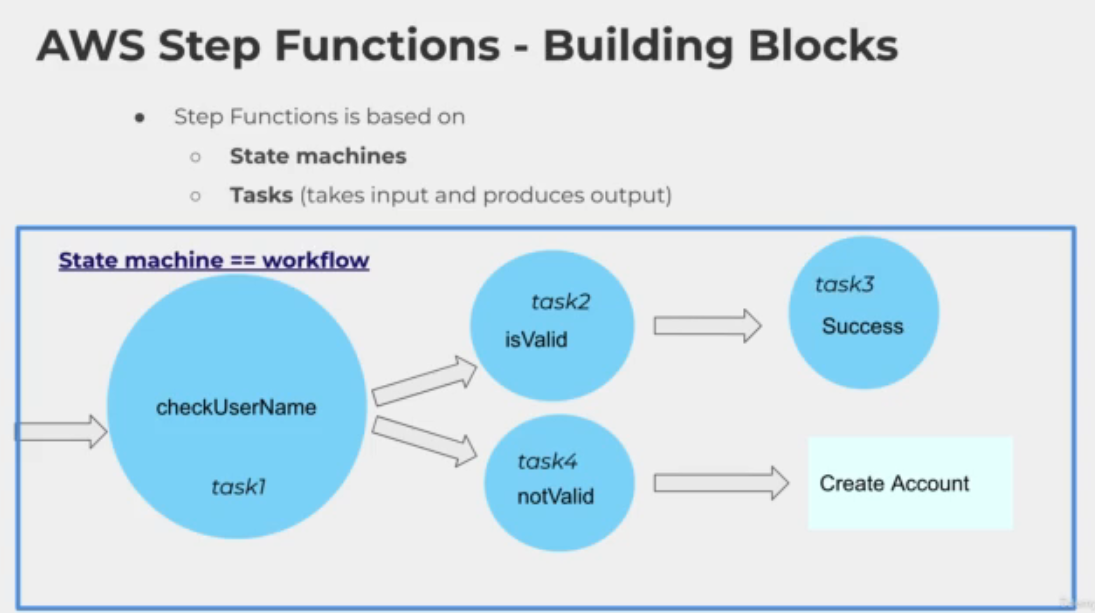 AWS Step Functions - Building Blocks
Step Functions is based on
State machines
Tasks (takes input and produces output)
State machine == workflow
checkUserName
task1
task2
isValid
task3
Success
task4
notValid
Create Account